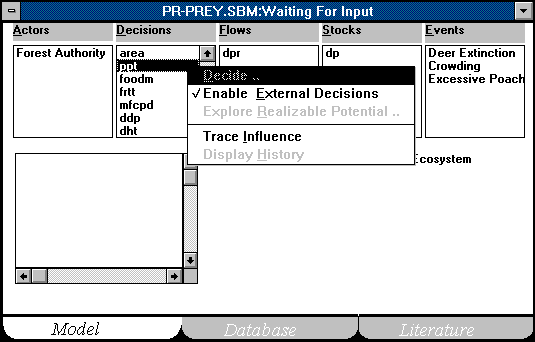 PR-PREY.SBM:Waiting For Input
Actors
Decisions
Flows
Stocks
Events
Forest Authority
area
ppt
foodm
frtt
mfcpd
ddp
dht
dpr
dp
Deer Extinction
Crowding
Excessive Poach
Decide ..
✓ Enable External Decisions
Explore Realizable Potential ..
Trace Influence
Display History
Ecosystem
Model
Database
Literature